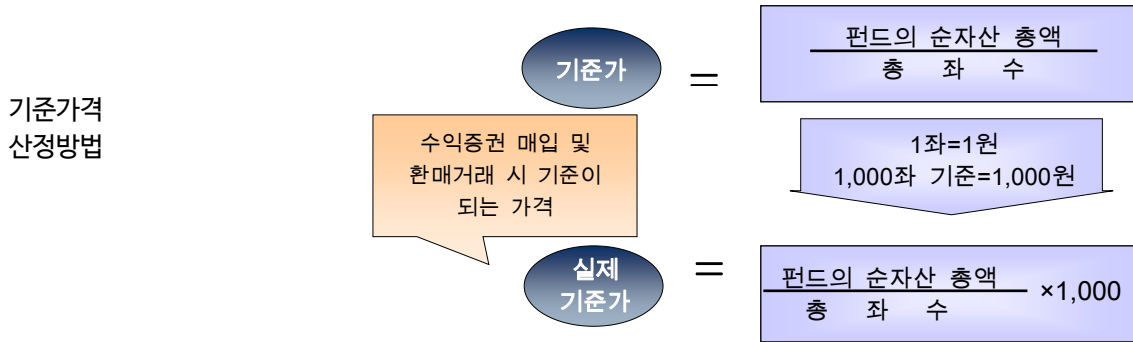 기준가격
산정방법
기준가
=
펀드의 순자산 총액
총 좌 수
수익증권 매입 및
환매거래 시 기준이
되는 가격
1좌=1원
1,000좌 기준=1,000원
실제
기준가
=
펀드의 순자산 총액
총 좌 수
×1,000